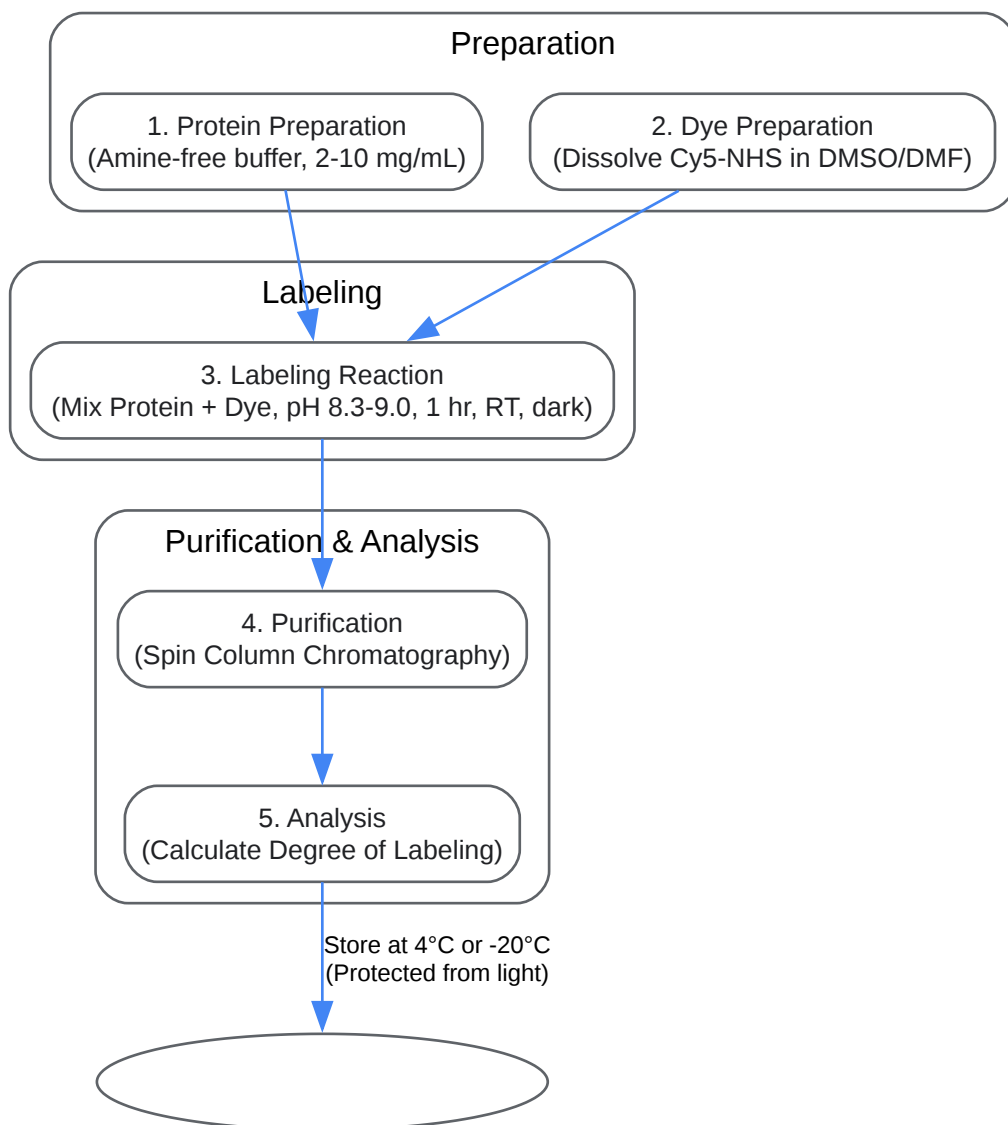 Preparation
1. Protein Preparation
(Amine-free buffer, 2-10 mg/mL)
2. Dye Preparation
(Dissolve Cy5-NHS in DMSO/DMF)
Labeling
3. Labeling Reaction
(Mix Protein + Dye, pH 8.3-9.0, 1 hr, RT, dark)
Purification & Analysis
4. Purification
(Spin Column Chromatography)
5. Analysis
(Calculate Degree of Labeling)
Store at 4°C or -20°C
(Protected from light)